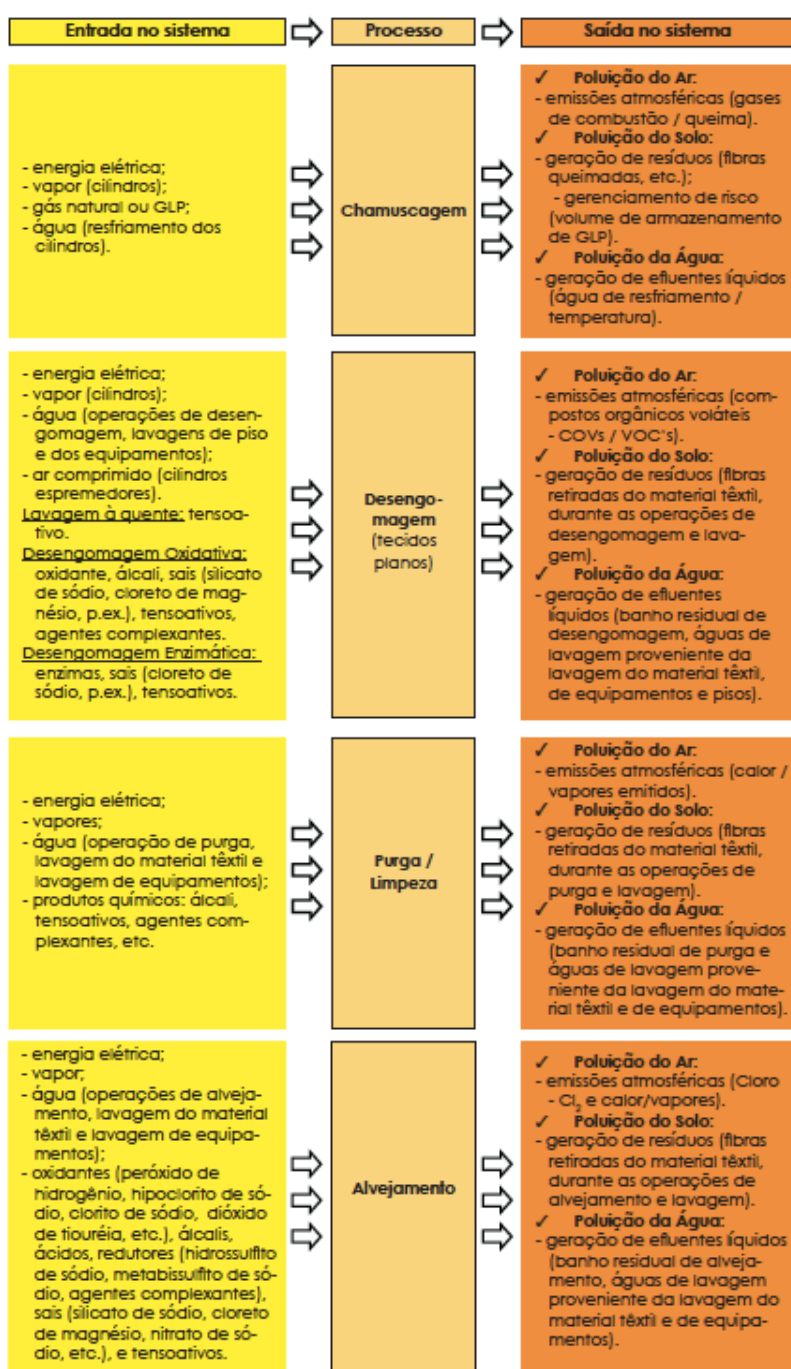 Entrada no sistema
Processo
Saída no sistema
- energia elétrica;
- vapor (cilindros);
- gás natural ou GLP;
- água (resfriamento dos
cilindros).
Chamuscagem
✓ Poluição do Ar:
- emissões atmosféricas (gases
de combustão / queima).
✓ Poluição do Solo:
- geração de resíduos (fibras
queimadas, etc.);
- gerenciamento de risco
(volume de armazenamento
de GLP).
✓ Poluição da Água:
- geração de efluentes líquidos
(água de resfriamento /
temperatura).
- energia elétrica;
- vapor (cilindros);
- água (operações de desen-
gomagem, lavagens de piso
e dos equipamentos);
- ar comprimido (cilindros
espremedores).
Lavagem à quente: tensoa-
tivo.
Desengomagem Oxidativa:
oxidante, álcali, sais (silicato
de sódio, cloreto de mag-
nésio, p.ex.), tensoativos,
agentes complexantes.
Desengomagem Enzimática:
enzimas, sais (cloreto de
sódio, p.ex.), tensoativos.
Desengo-
magem
(tecidos
planos)
✓ Poluição do Ar:
- emissões atmosféricas (com-
postos orgânicos voláteis
- COVs / VOC's).
✓ Poluição do Solo:
- geração de resíduos (fibras
retiradas do material têxtil,
durante as operações de
desengomagem e lava-
gem).
✓ Poluição da Água:
- geração de efluentes
líquidos (banho residual de
desengomagem, águas de
lavagem proveniente da
lavagem do material têxtil,
de equipamentos e pisos).
- energia elétrica;
- vapores;
- água (operação de purga,
lavagem do material têxtil e
lavagem de equipamentos);
- produtos químicos: álcali,
tensoativos, agentes com-
plexantes, etc.
Purga /
Limpeza
✓ Poluição do Ar:
- emissões atmosféricas (calor /
vapores emitidos).
✓ Poluição do Solo:
- geração de resíduos (fibras
retiradas do material têxtil,
durante as operações de
purga e lavagem).
✓ Poluição da Água:
- geração de efluentes líquidos
(banho residual de purga e
águas de lavagem prove-
niente da lavagem do mate-
rial têxtil e de equipamentos).
- energia elétrica;
- vapor;
- água (operações de alveja-
mento, lavagem do material
têxtil e lavagem de equipa-
mentos);
- oxidantes (peróxido de
hidrogênio, hipoclorito de só-
dio, clorito de sódio, dióxido
de tiouréia, etc.), álcalis,
ácidos, redutores (hidrossulfito
de sódio, metabissulfito de só-
dio, agentes complexantes),
sais (silicato de sódio, cloreto
de magnésio, nitrato de só-
dio, etc.), e tensoativos.
Alvejamento
✓ Poluição do Ar:
- emissões atmosféricas (Cloro
- Cl₂ e calor/vapores).
✓ Poluição do Solo:
- geração de resíduos (fibras
retiradas do material têxtil,
durante as operações de
alvejamento e lavagem).
✓ Poluição da Água:
- geração de efluentes líquidos
(banho residual de alveja-
mento, águas de lavagem
proveniente da lavagem do
material têxtil e de equipa-
mentos).